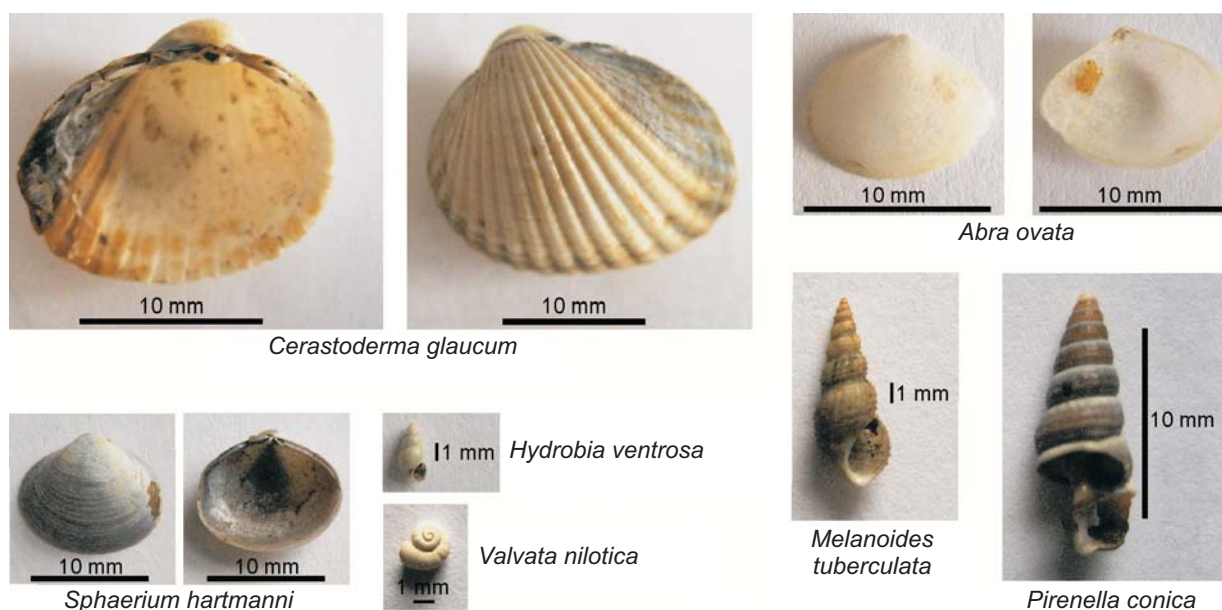 10 mm
10 mm
Cerastoderma glaucum
10 mm
10 mm
Abra ovata
10 mm
10 mm
Sphaerium hartmanni
1 mm
Hydrobia ventrosa
1 mm
Valvata nilotica
1 mm
Melanoides
tuberculata
10 mm
Pirenella conica